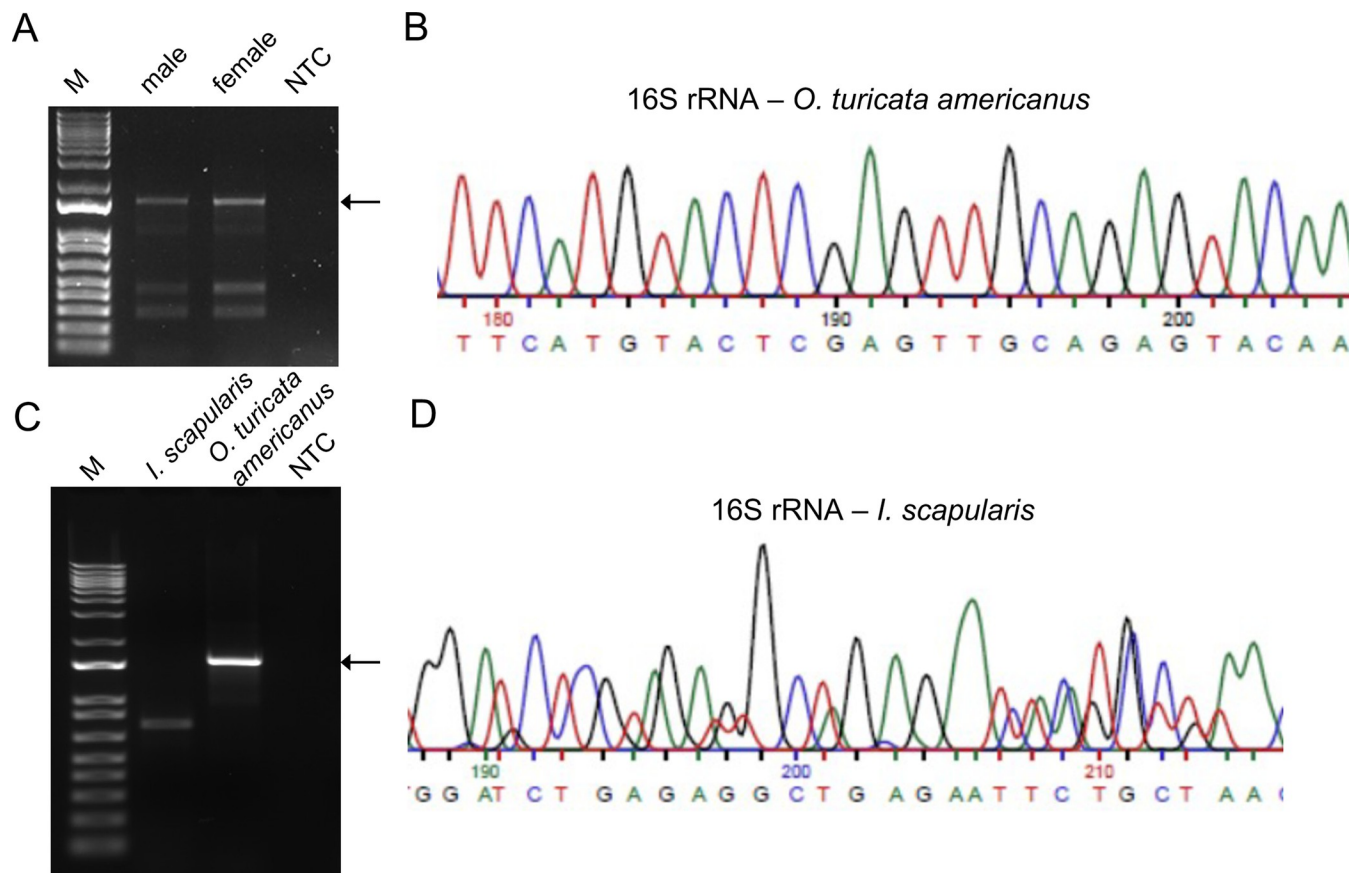 A
M
male
female
NTC
B
16S rRNA – O. turicata americanus
180 190 200
T T C A T G T A C T C G A G T T G C A G A G T A C A A
C
M
I. scapularis
O. turicata
americanus
NTC
D
16S rRNA – I. scapularis
190 200 210
G G A T C T G A G A G G C T G A G A A T T C T G C T A A